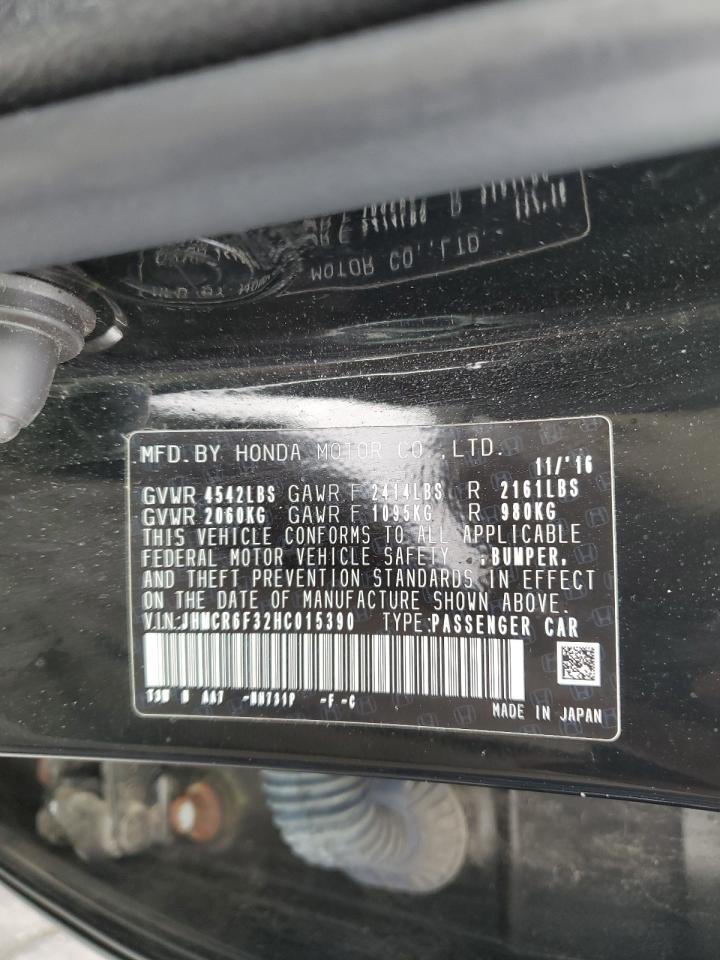 MOTOR CO.,LTD.
MFD.BY HONDA MOTOR CO.,LTD. 11/'16
GVWR 4542LBS GAWR F 2414LBS R 2161LBS
GVWR 2060KG GAWR F 1095KG R 980KG
THIS VEHICLE CONFORMS TO ALL APPLICABLE
FEDERAL MOTOR VEHICLE SAFETY ,BUMPER,
AND THEFT PREVENTION STANDARDS IN EFFECT
ON THE DATE OF MANUFACTURE SHOWN ABOVE.
V.I.N:JHMCR6F32HC015390 TYPE:PASSENGER CAR
AA7 -NH731P -F -C
MADE IN JAPAN